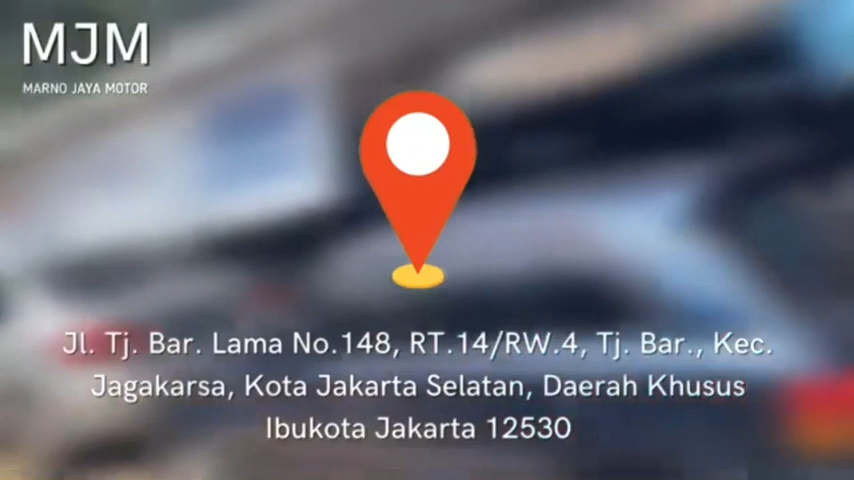 MJM
MARNO JAYA MOTOR
Jl. Tj. Bar. Lama No.148, RT.14/RW.4, Tj. Bar., Kec.
Jagakarsa, Kota Jakarta Selatan, Daerah Khusus
Ibukota Jakarta 12530